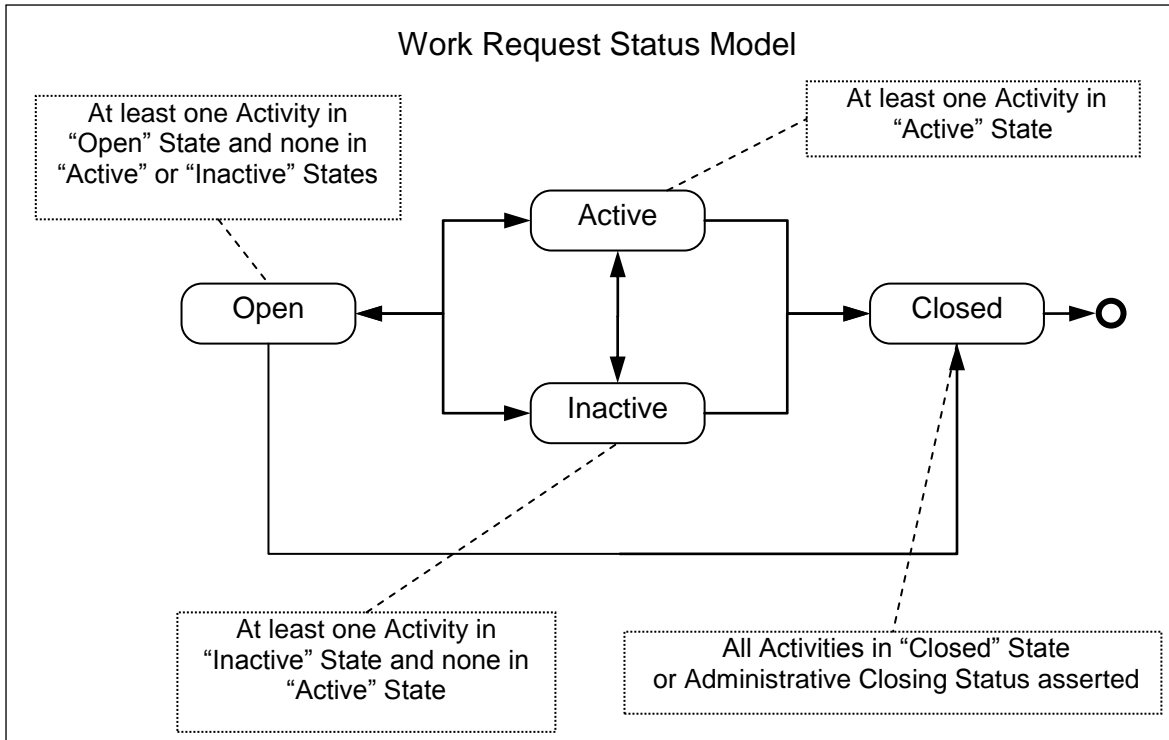 Work Request Status Model
At least one Activity in
“Open” State and none in
“Active” or “Inactive” States
At least one Activity in
“Active” State
Active
Open
Closed
Inactive
At least one Activity in
“Inactive” State and none in
“Active” State
All Activities in “Closed” State
or Administrative Closing Status asserted